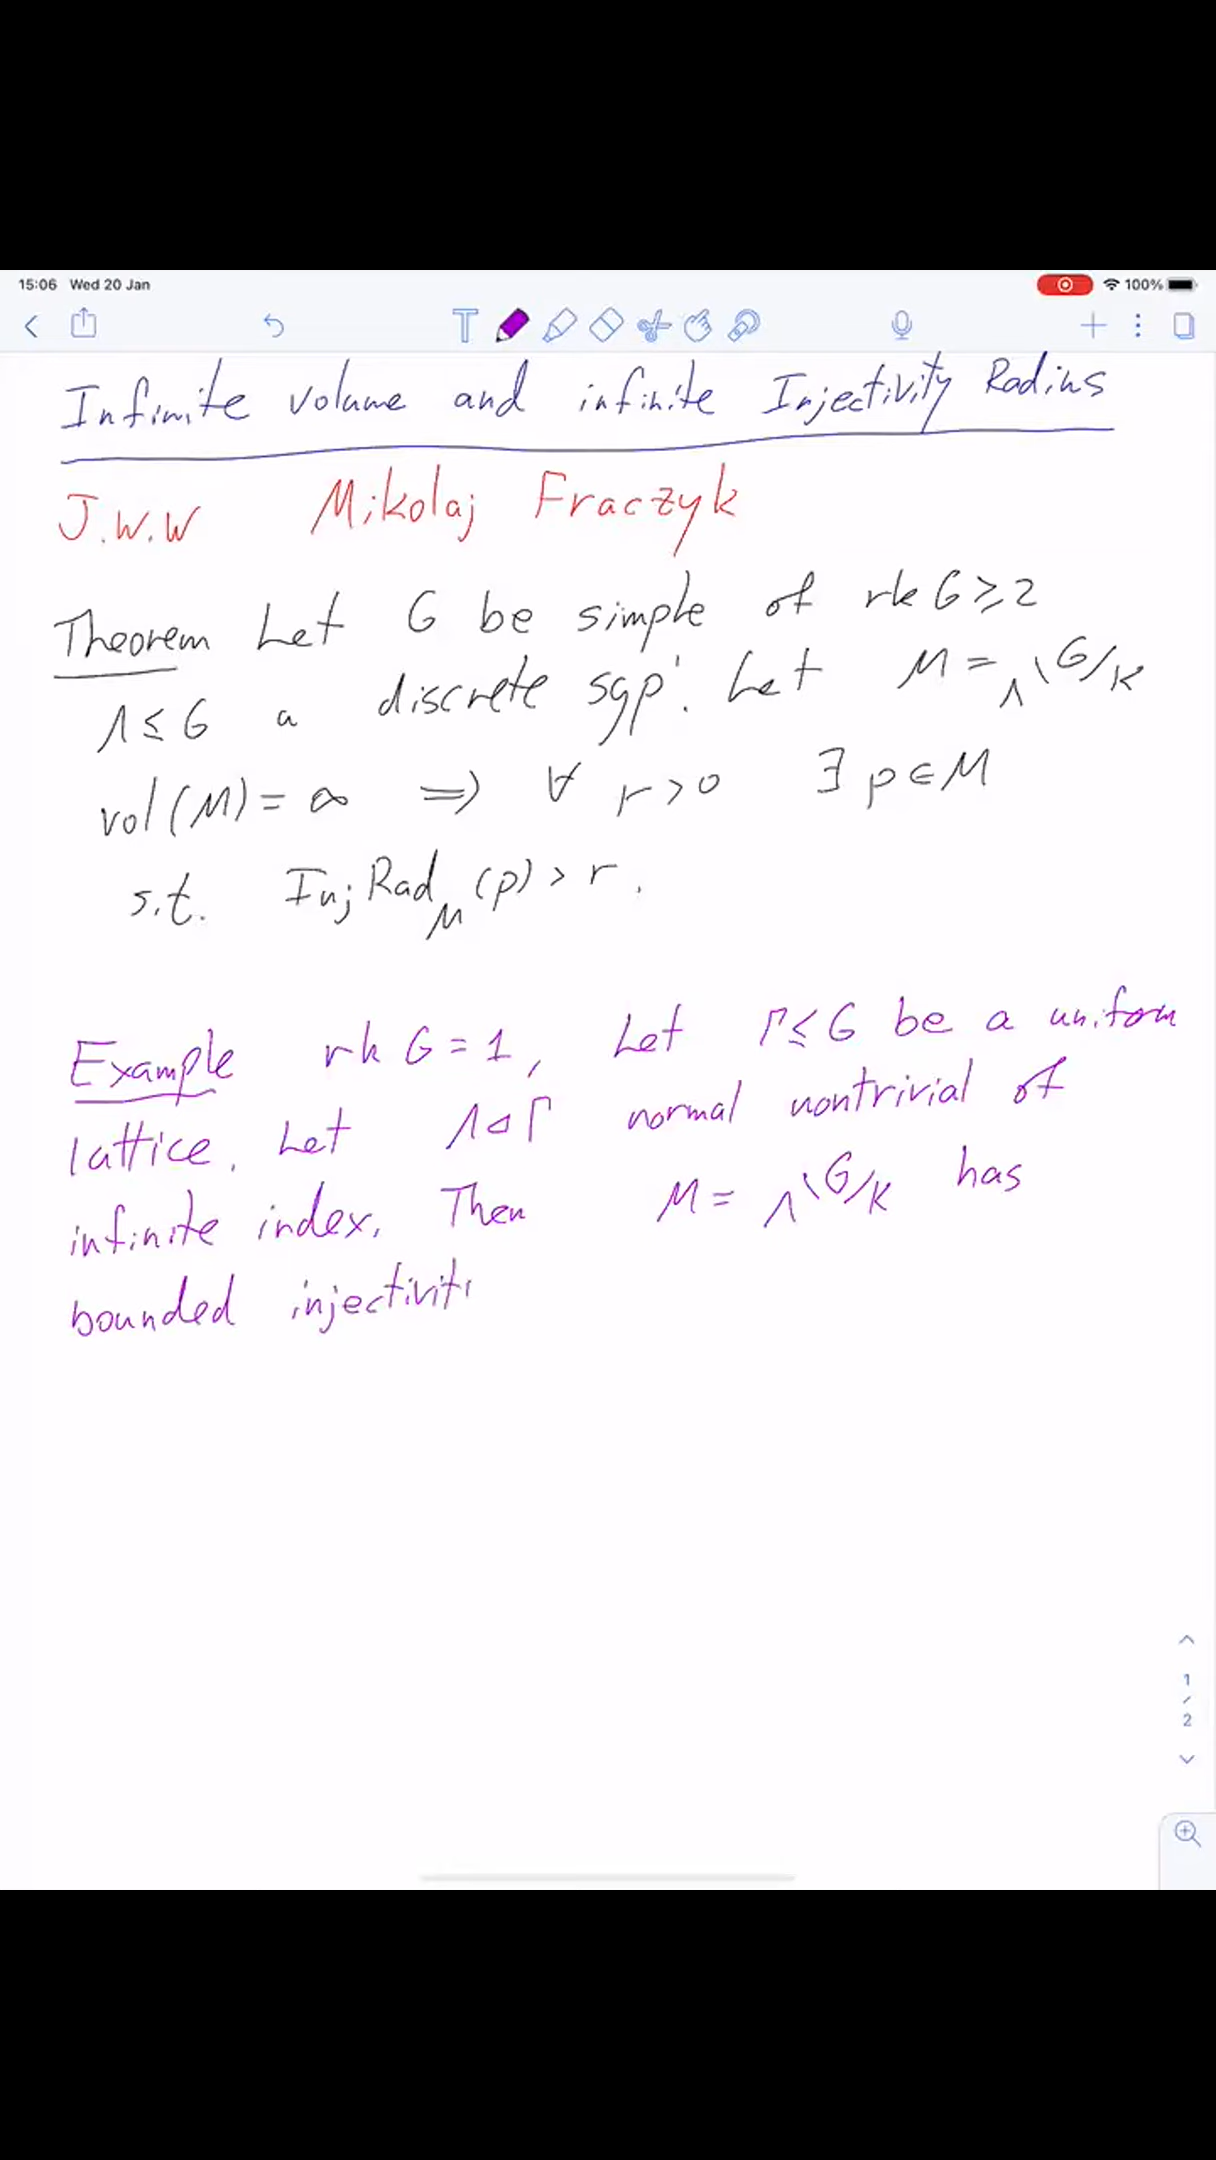 15:06 Wed 20 Jan 100%
T
Infinite volume and infinite Injectivity Radius
J.W.W Mikolaj Fraczyk
Theorem Let G be simple of rk G ≥ 2
Λ ≤ G a discrete sgp. Let M = Λ\G/K
vol(M) = ∞ ⇒ ∀ r > 0 ∃ p ∈ M
s.t. InjRad_M (p) > r.
Example rk G = 1, Let Γ ≤ G be a uniform
lattice. Let Λ ◁ Γ normal nontrivial of
infinite index. Then M = Λ\G/K has
bounded injectiviti
1
/
2